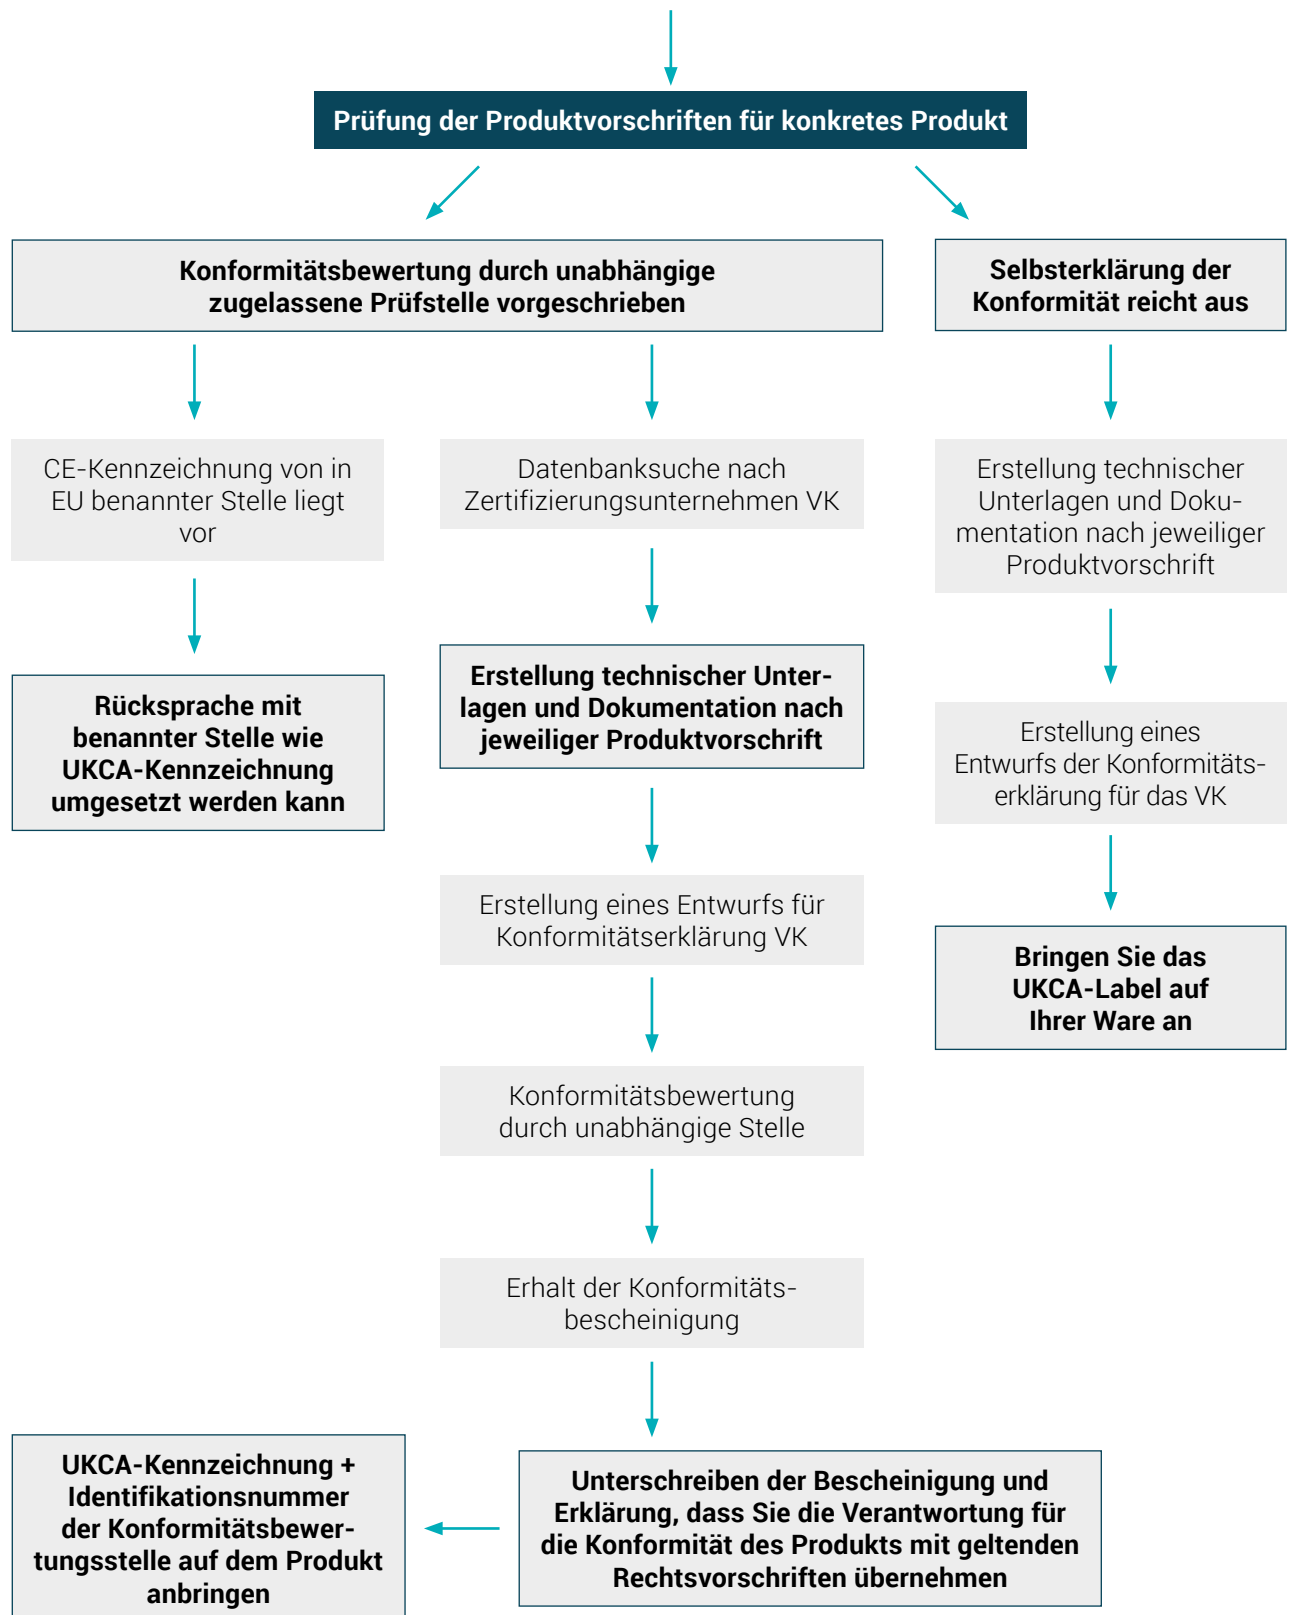 Prüfung der Produktvorschriften für konkretes Produkt
Konformitätsbewertung durch unabhängige
zugelassene Prüfstelle vorgeschrieben
Selbsterklärung der
Konformität reicht aus
CE-Kennzeichnung von in
EU benannter Stelle liegt
vor
Datenbanksuche nach
Zertifizierungsunternehmen VK
Erstellung technischer
Unterlagen und Doku-
mentation nach jeweiliger
Produktvorschrift
Rücksprache mit
benannter Stelle wie
UKCA-Kennzeichnung
umgesetzt werden kann
Erstellung technischer Unter-
lagen und Dokumentation nach
jeweiliger Produktvorschrift
Erstellung eines
Entwurfs der Konformitäts-
erklärung für das VK
Erstellung eines Entwurfs für
Konformitätserklärung VK
Bringen Sie das
UKCA-Label auf
Ihrer Ware an
Konformitätsbewertung
durch unabhängige Stelle
Erhalt der Konformitäts-
bescheinigung
Unterschreiben der Bescheinigung und
Erklärung, dass Sie die Verantwortung für
die Konformität des Produkts mit geltenden
Rechtsvorschriften übernehmen
UKCA-Kennzeichnung +
Identifikationsnummer
der Konformitätsbewer-
tungsstelle auf dem Produkt
anbringen